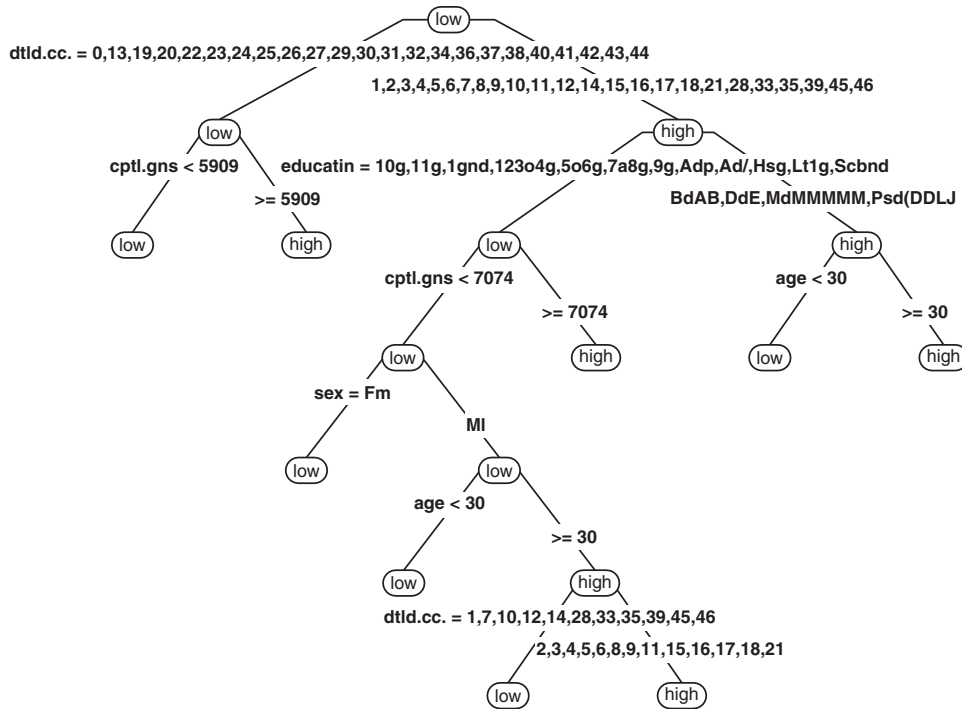 low
dtld.cc. = 0,13,19,20,22,23,24,25,26,27,29,30,31,32,34,36,37,38,40,41,42,43,44
1,2,3,4,5,6,7,8,9,10,11,12,14,15,16,17,18,21,28,33,35,39,45,46
low
high
cptl.gns < 5909
educatin = 10g,11g,1gnd,123o4g,5o6g,7a8g,9g,Adp,Ad/,Hsg,Lt1g,Scbnd
>= 5909
BdAB,DdE,MdMMMMM,Psd(DDLJ
low
high
low
high
cptl.gns < 7074
age < 30
>= 7074
>= 30
low
high
low
high
sex = Fm
Ml
low
low
age < 30
>= 30
low
high
dtld.cc. = 1,7,10,12,14,28,33,35,39,45,46
2,3,4,5,6,8,9,11,15,16,17,18,21
low
high